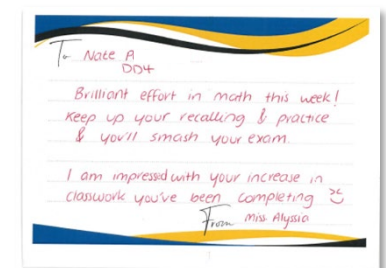 To Nate A
DD4
Brilliant effort in math this week!
Keep up your recalling & practice
& you'll smash your exam.
I am impressed with your increase in
classwork you've been completing
From Miss Alyssia